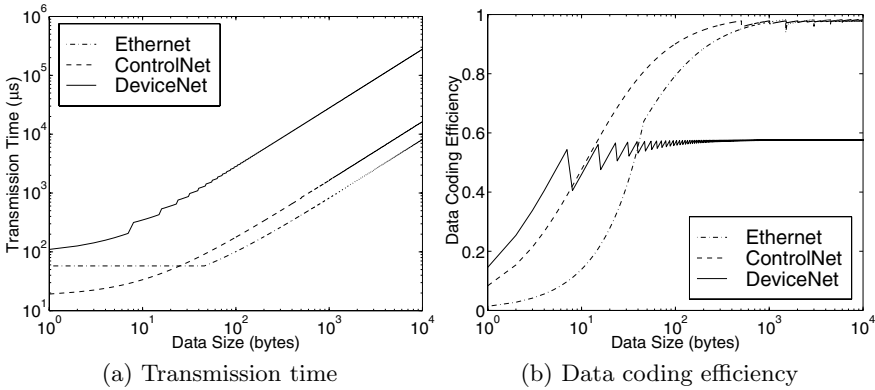 10^6
10^5
10^4
10^3
10^2
10^1
Transmission Time (μs)
Ethernet
ControlNet
DeviceNet
10^0 10^1 10^2 10^3 10^4
Data Size (bytes)
(a) Transmission time
1
0.8
0.6
0.4
0.2
0
Data Coding Efficiency
Ethernet
ControlNet
DeviceNet
10^0 10^1 10^2 10^3 10^4
Data Size (bytes)
(b) Data coding efficiency